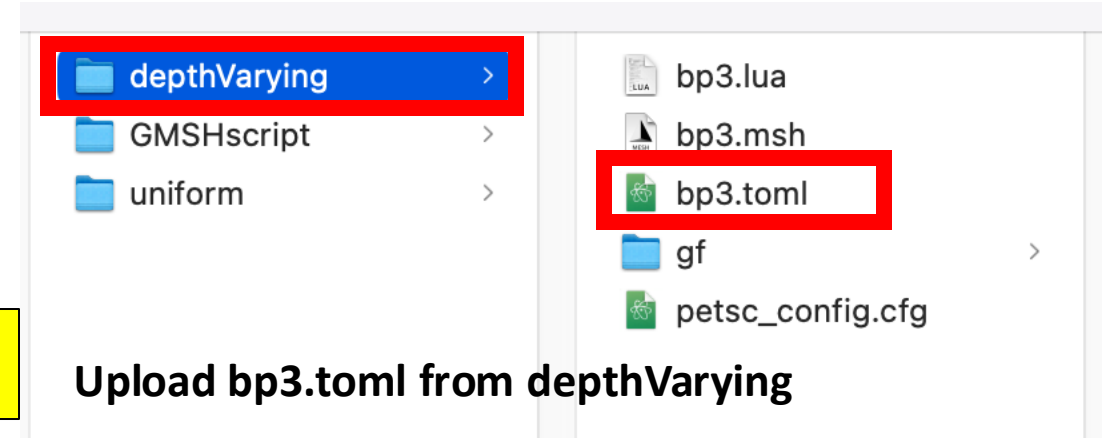 depthVarying
GMSHscript
uniform
bp3.lua
LUA
bp3.msh
MESH
bp3.toml
gf
petsc_config.cfg
Upload bp3.toml from depthVarying